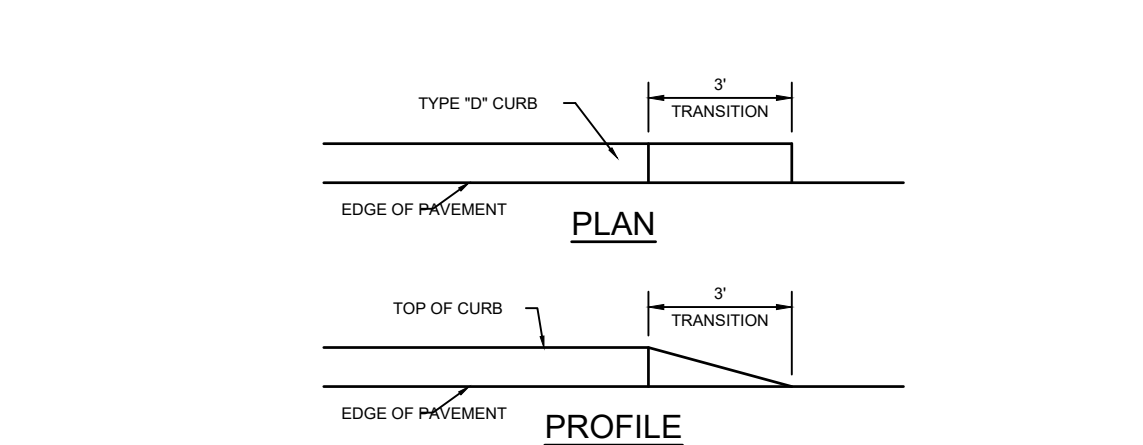 3'
TYPE "D" CURB
TRANSITION
EDGE OF PAVEMENT
PLAN
3'
TOP OF CURB
TRANSITION
EDGE OF PAVEMENT
PROFILE